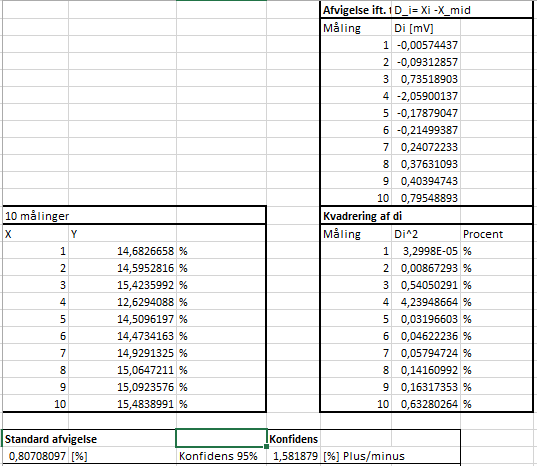 Afvigelse ift. D_i= Xi -X_mid
Måling Di [mV]
1 -0,00574437
2 -0,09312857
3 0,73518903
4 -2,05900137
5 -0,17879047
6 -0,21499387
7 0,24072233
8 0,37631093
9 0,40394743
10 0,79548893
10 målinger
X Y
1 14,6826658 %
2 14,5952816 %
3 15,4235992 %
4 12,6294088 %
5 14,5096197 %
6 14,4734163 %
7 14,9291325 %
8 15,0647211 %
9 15,0923576 %
10 15,4838991 %
Kvadrering af di
Måling Di^2 Procent
1 3,2998E-05 %
2 0,00867293 %
3 0,54050291 %
4 4,23948664 %
5 0,03196603 %
6 0,04622236 %
7 0,05794724 %
8 0,14160992 %
9 0,16317353 %
10 0,63280264 %
Standard afvigelse Konfidens
0,80708097 [%] Konfidens 95% 1,581879 [%] Plus/minus